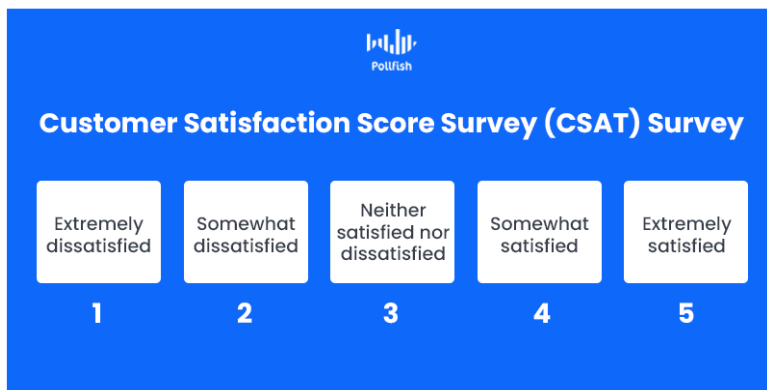 Pollfish
Customer Satisfaction Score Survey (CSAT) Survey
Extremely
dissatisfied
Somewhat
dissatisfied
Neither
satisfied nor
dissatisfied
Somewhat
satisfied
Extremely
satisfied
1 2 3 4 5